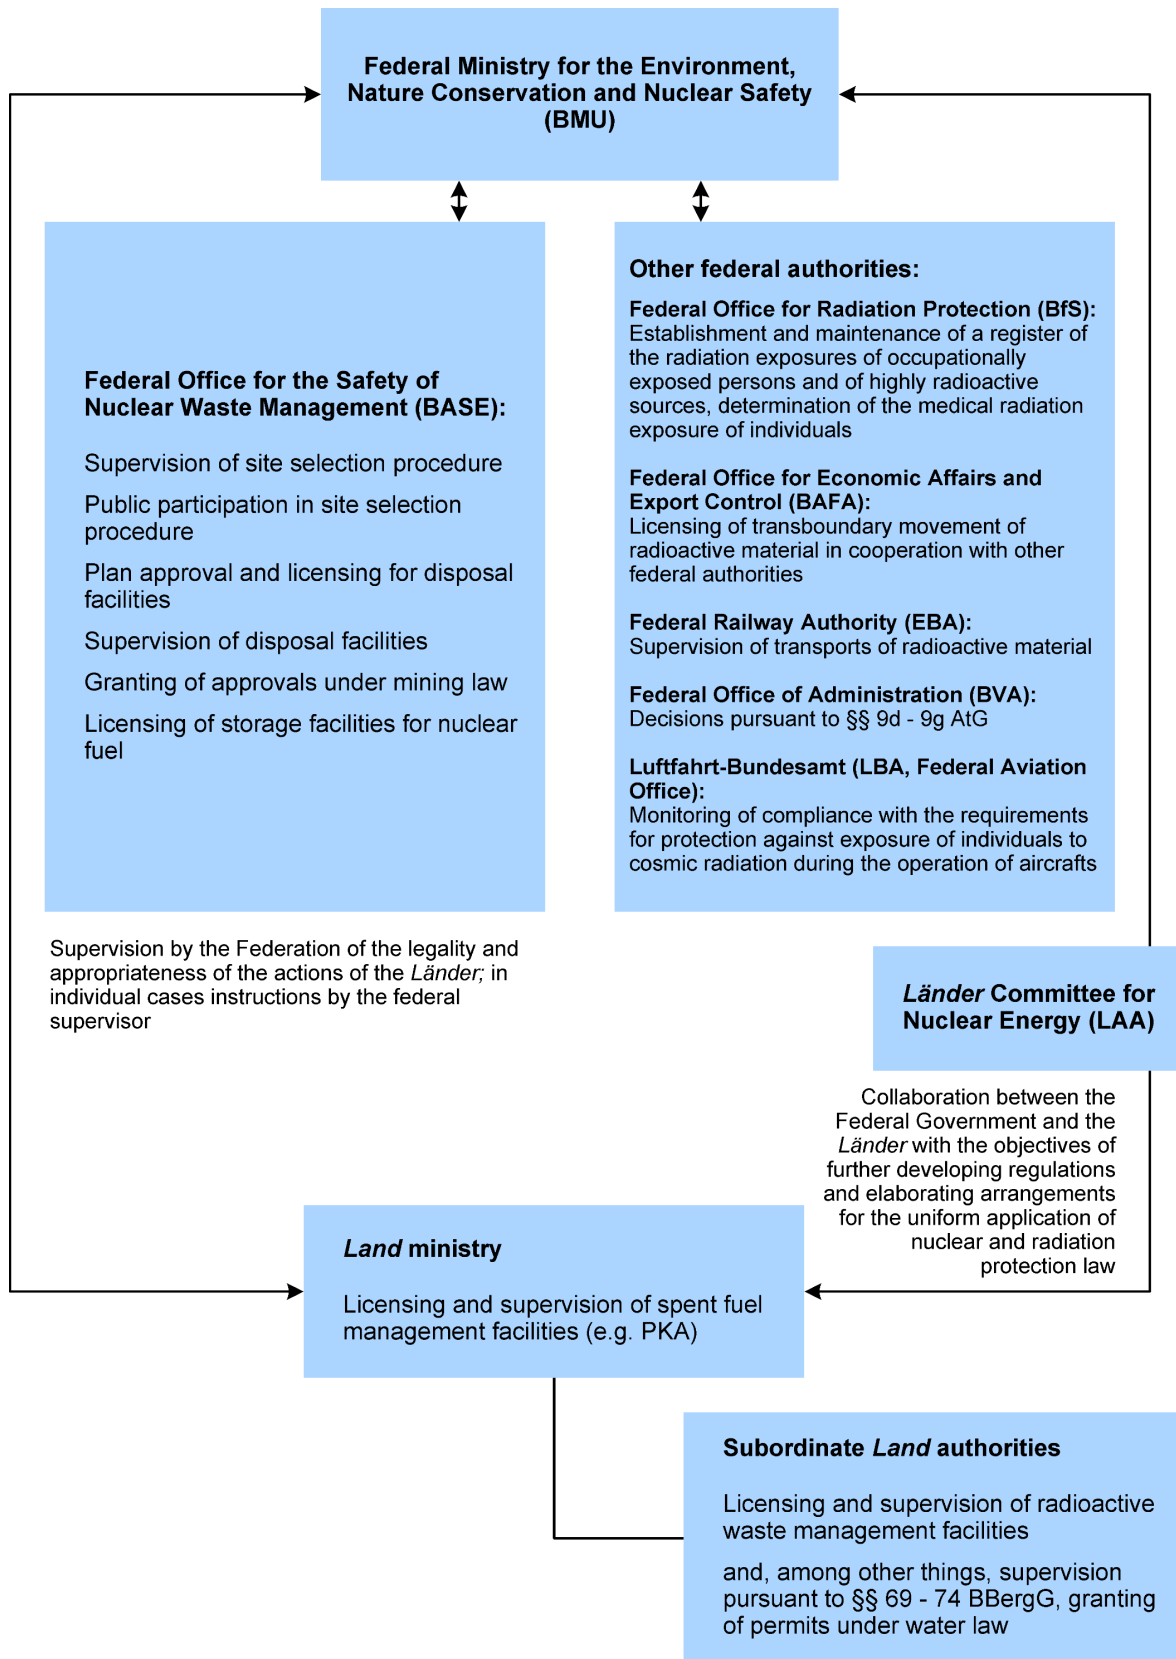 Federal Ministry for the Environment,
Nature Conservation and Nuclear Safety
(BMU)
Federal Office for the Safety of
Nuclear Waste Management (BASE):
Supervision of site selection procedure
Public participation in site selection
procedure
Plan approval and licensing for disposal
facilities
Supervision of disposal facilities
Granting of approvals under mining law
Licensing of storage facilities for nuclear
fuel
Other federal authorities:
Federal Office for Radiation Protection (BfS):
Establishment and maintenance of a register of
the radiation exposures of occupationally
exposed persons and of highly radioactive
sources, determination of the medical radiation
exposure of individuals
Federal Office for Economic Affairs and
Export Control (BAFA):
Licensing of transboundary movement of
radioactive material in cooperation with other
federal authorities
Federal Railway Authority (EBA):
Supervision of transports of radioactive material
Federal Office of Administration (BVA):
Decisions pursuant to §§ 9d - 9g AtG
Luftfahrt-Bundesamt (LBA, Federal Aviation
Office):
Monitoring of compliance with the requirements
for protection against exposure of individuals to
cosmic radiation during the operation of aircrafts
Supervision by the Federation of the legality and
appropriateness of the actions of the Länder; in
individual cases instructions by the federal
supervisor
Länder Committee for
Nuclear Energy (LAA)
Collaboration between the
Federal Government and the
Länder with the objectives of
further developing regulations
and elaborating arrangements
for the uniform application of
nuclear and radiation
protection law
Land ministry
Licensing and supervision of spent fuel
management facilities (e.g. PKA)
Subordinate Land authorities
Licensing and supervision of radioactive
waste management facilities
and, among other things, supervision
pursuant to §§ 69 - 74 BBergG, granting
of permits under water law